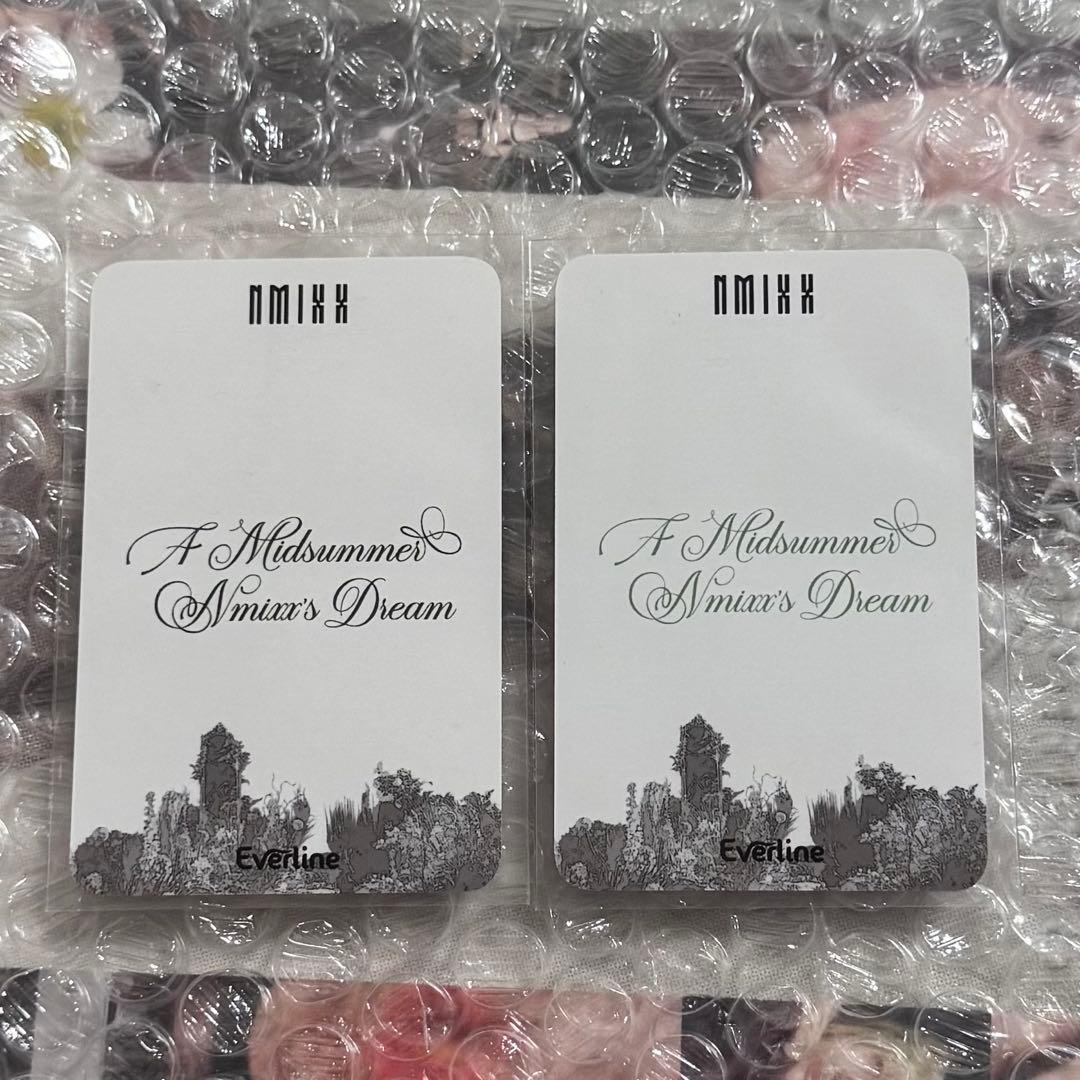 NMIXX
A Midsummer
Nmixx's Dream
Everline
NMIXX
A Midsummer
Nmixx's Dream
Everline